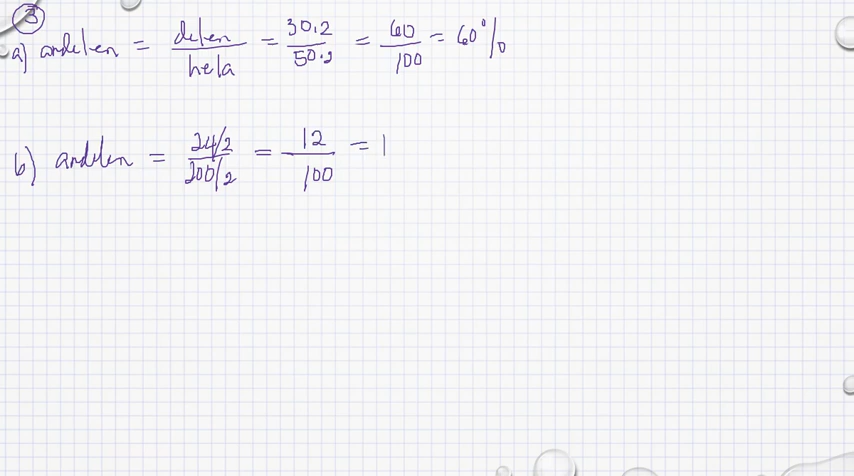 3
a) andelen = delen/hela = 30·2/50·2 = 60/100 = 60%
b) andelen = 24/2/200/2 = 12/100 = 1